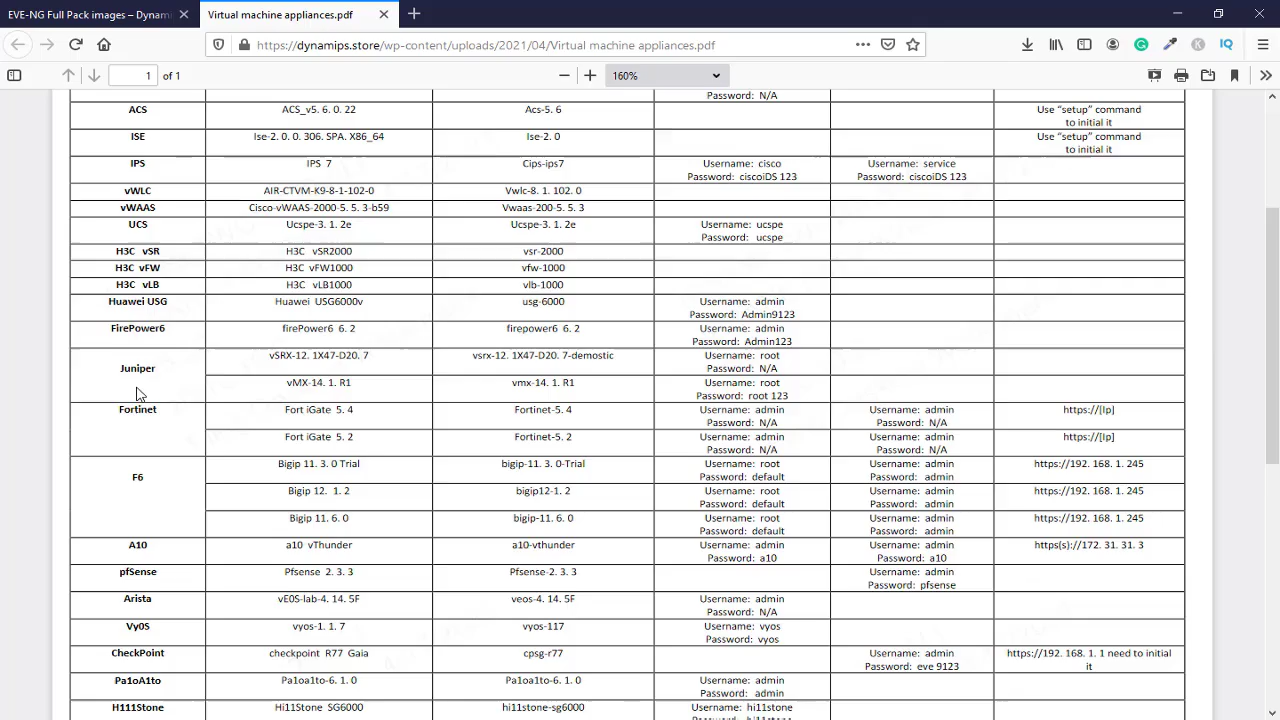 EVE-NG Full Pack images – Dynami
Virtual machine appliances.pdf
https://dynamips.store/wp-content/uploads/2021/04/Virtual machine appliances.pdf
1 of 1
160%
Password: N/A
ACS ACS_v5. 6. 0. 22 Acs-5. 6 Use “setup” command
to initial it
ISE Ise-2. 0. 0. 306. SPA. X86_64 Ise-2. 0 Use “setup” command
to initial it
IPS IPS 7 Cips-ips7 Username: cisco Username: service
Password: ciscoiDS 123 Password: ciscoiDS 123
vWLC AIR-CTVM-K9-8-1-102-0 Vwlc-8. 1. 102. 0
vWAAS Cisco-vWAAS-2000-5. 5. 3-b59 Vwaas-200-5. 5. 3
UCS Ucspe-3. 1. 2e Ucspe-3. 1. 2e Username: ucspe
Password: ucspe
H3C vSR H3C vSR2000 vsr-2000
H3C vFW H3C vFW1000 vfw-1000
H3C vLB H3C vLB1000 vlb-1000
Huawei USG Huawei USG6000v usg-6000 Username: admin
Password: Admin9123
FirePower6 firePower6 6. 2 firepower6 6. 2 Username: admin
Password: Admin123
Juniper vSRX-12. 1X47-D20. 7 vsrx-12. 1X47-D20. 7-demostic Username: root
Password: N/A
vMX-14. 1. R1 vmx-14. 1. R1 Username: root
Password: root 123
Fortinet Fort iGate 5. 4 Fortinet-5. 4 Username: admin Username: admin https://[Ip]
Password: N/A Password: N/A
Fort iGate 5. 2 Fortinet-5. 2 Username: admin Username: admin https://[Ip]
Password: N/A Password: N/A
F6 Bigip 11. 3. 0 Trial bigip-11. 3. 0-Trial Username: root Username: admin https://192. 168. 1. 245
Password: default Password: admin
Bigip 12. 1. 2 bigip12-1. 2 Username: root Username: admin https://192. 168. 1. 245
Password: default Password: admin
Bigip 11. 6. 0 bigip-11. 6. 0 Username: root Username: admin https://192. 168. 1. 245
Password: default Password: admin
A10 a10 vThunder a10-vthunder Username: admin Username: admin https(s)://172. 31. 31. 3
Password: a10 Password: a10
pfSense Pfsense 2. 3. 3 Pfsense-2. 3. 3 Username: admin
Password: pfsense
Arista vE0S-lab-4. 14. 5F veos-4. 14. 5F Username: admin
Password: N/A
Vy0S vyos-1. 1. 7 vyos-117 Username: vyos
Password: vyos
CheckPoint checkpoint R77 Gaia cpsg-r77 Username: admin https://192. 168. 1. 1 need to initial
Password: eve 9123 it
Pa1oA1to Pa1oa1to-6. 1. 0 Pa1oa1to-6. 1. 0 Username: admin
Password: admin
H111Stone Hi11Stone SG6000 hi11stone-sg6000 Username: hi11stone